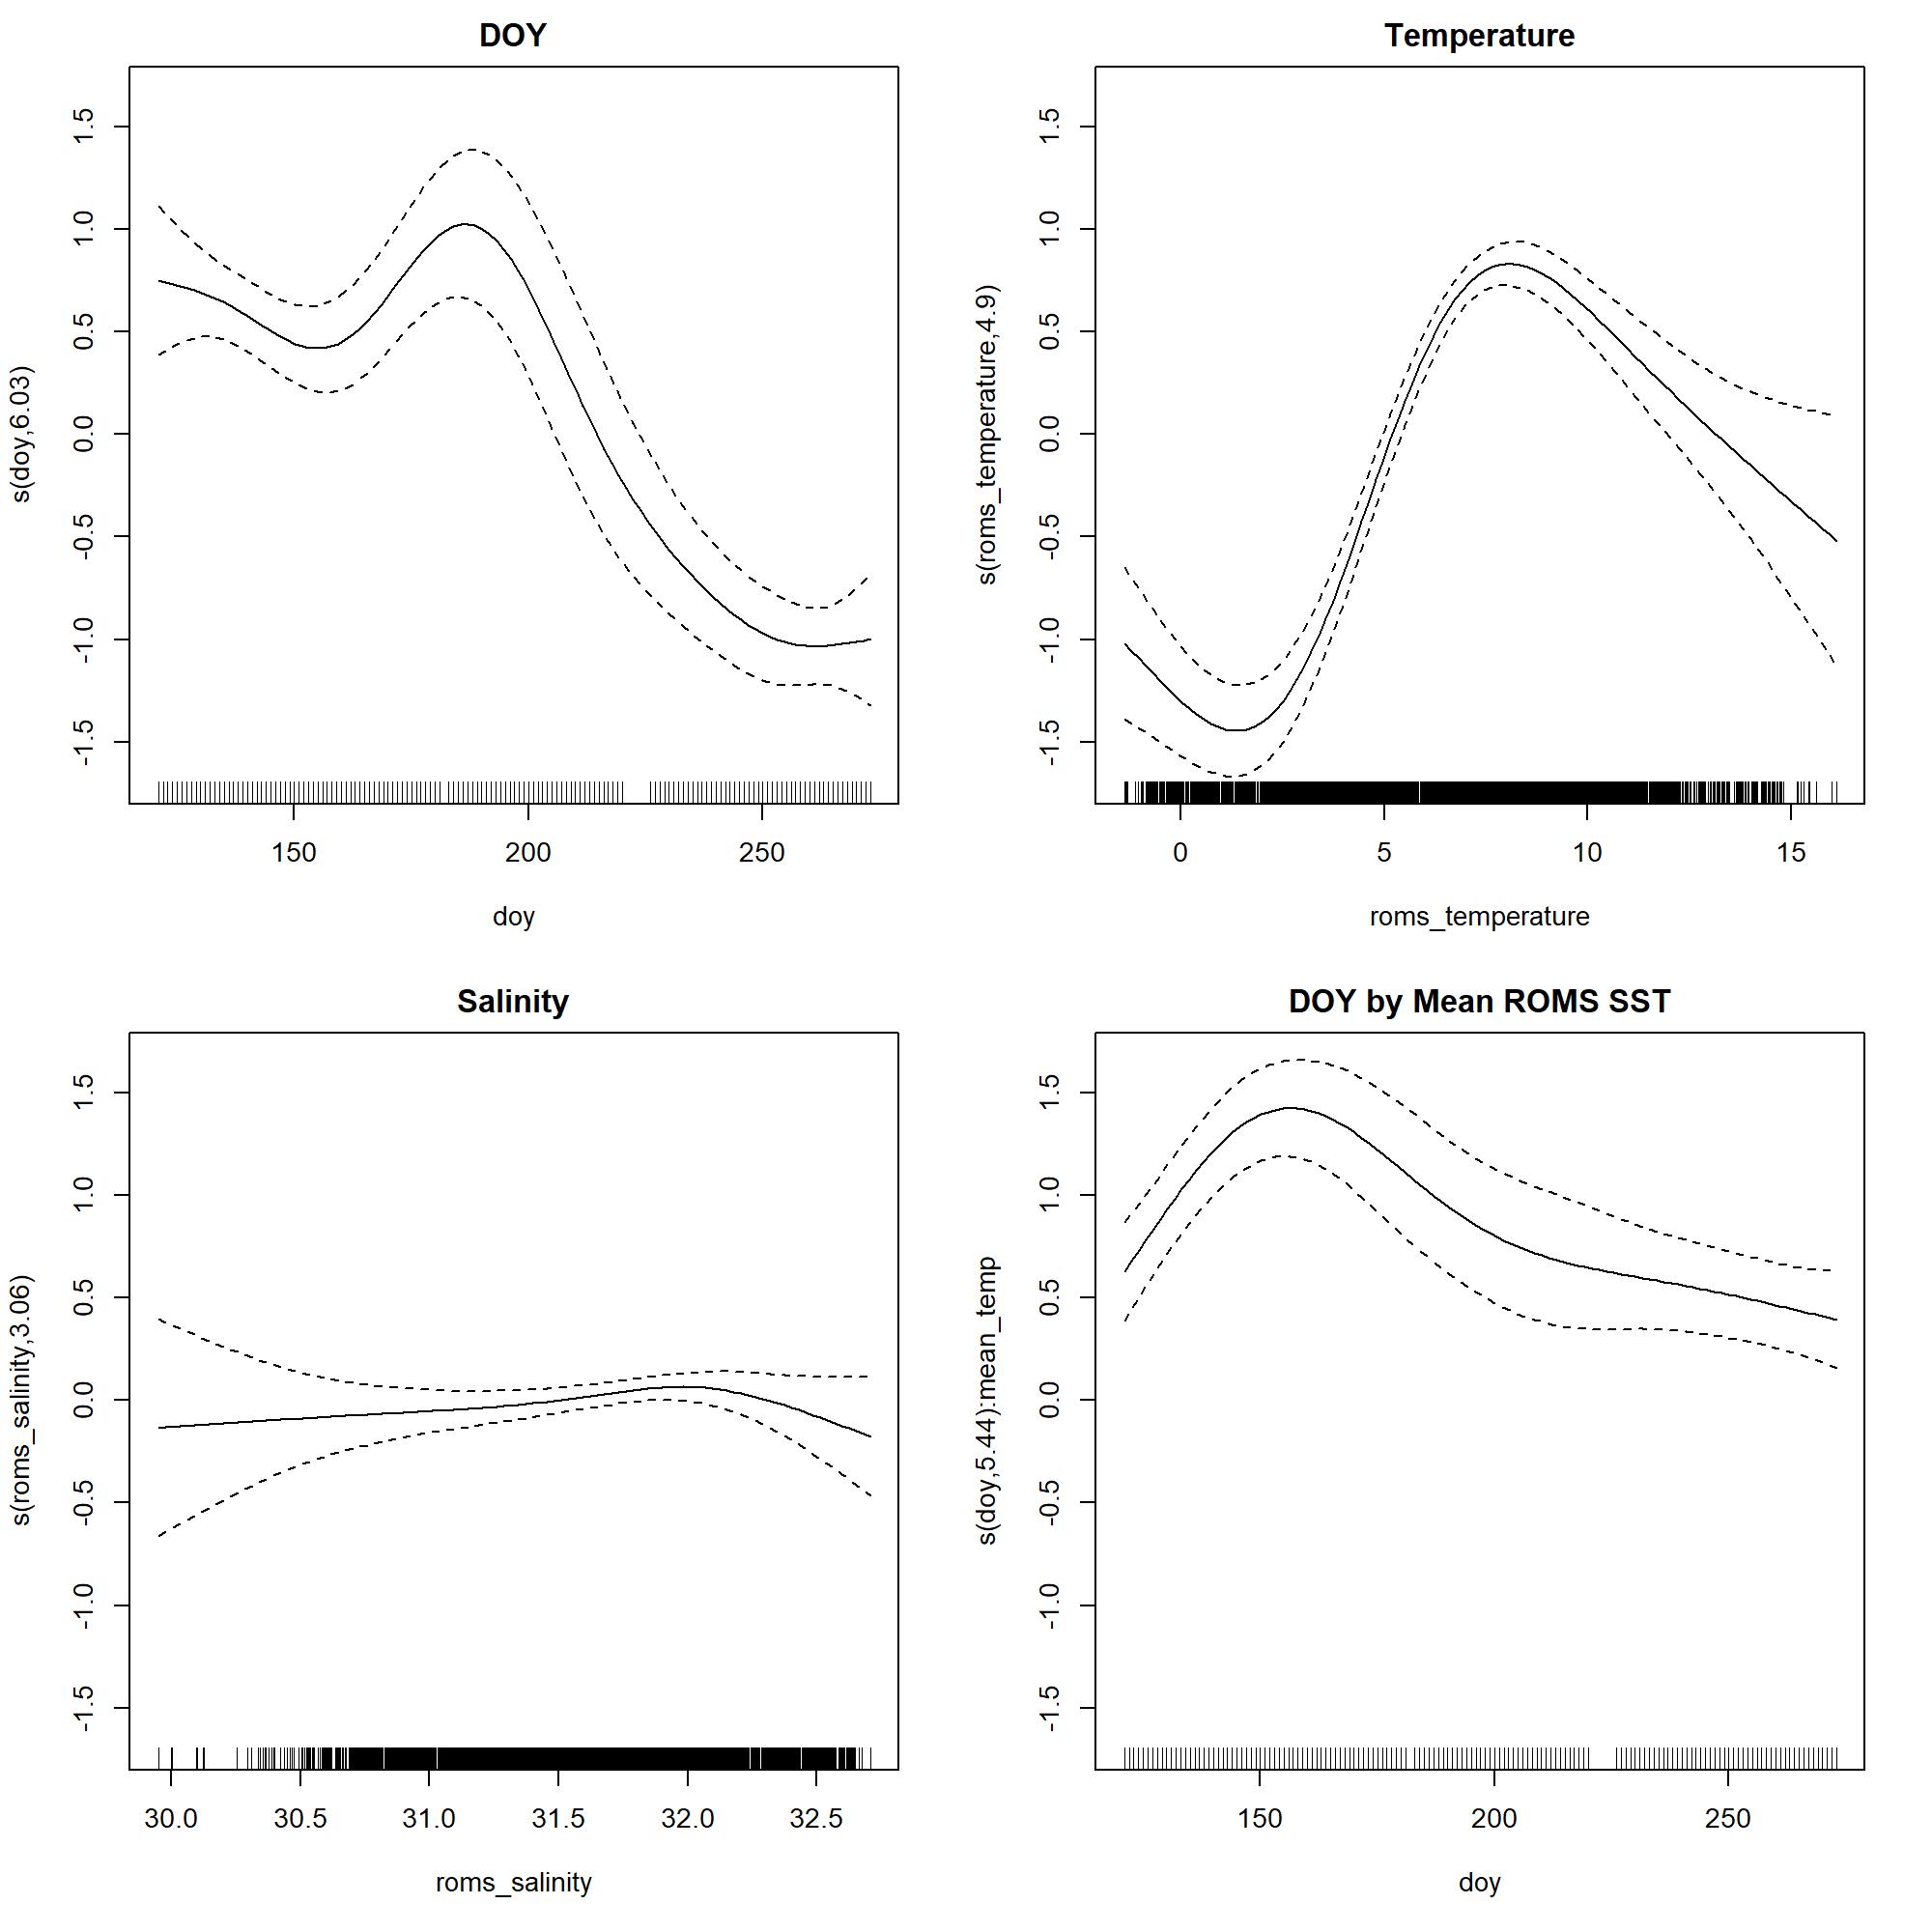 DOY
s(doy,6.03)
1.5
1.0
0.5
0.0
-0.5
-1.0
-1.5
150 200 250
doy
Temperature
s(roms_temperature,4.9)
1.5
1.0
0.5
0.0
-0.5
-1.0
-1.5
0 5 10 15
roms_temperature
Salinity
s(roms_salinity,3.06)
1.5
1.0
0.5
0.0
-0.5
-1.0
-1.5
30.0 30.5 31.0 31.5 32.0 32.5
roms_salinity
DOY by Mean ROMS SST
s(doy,5.44):mean_temp
1.5
1.0
0.5
0.0
-0.5
-1.0
-1.5
150 200 250
doy